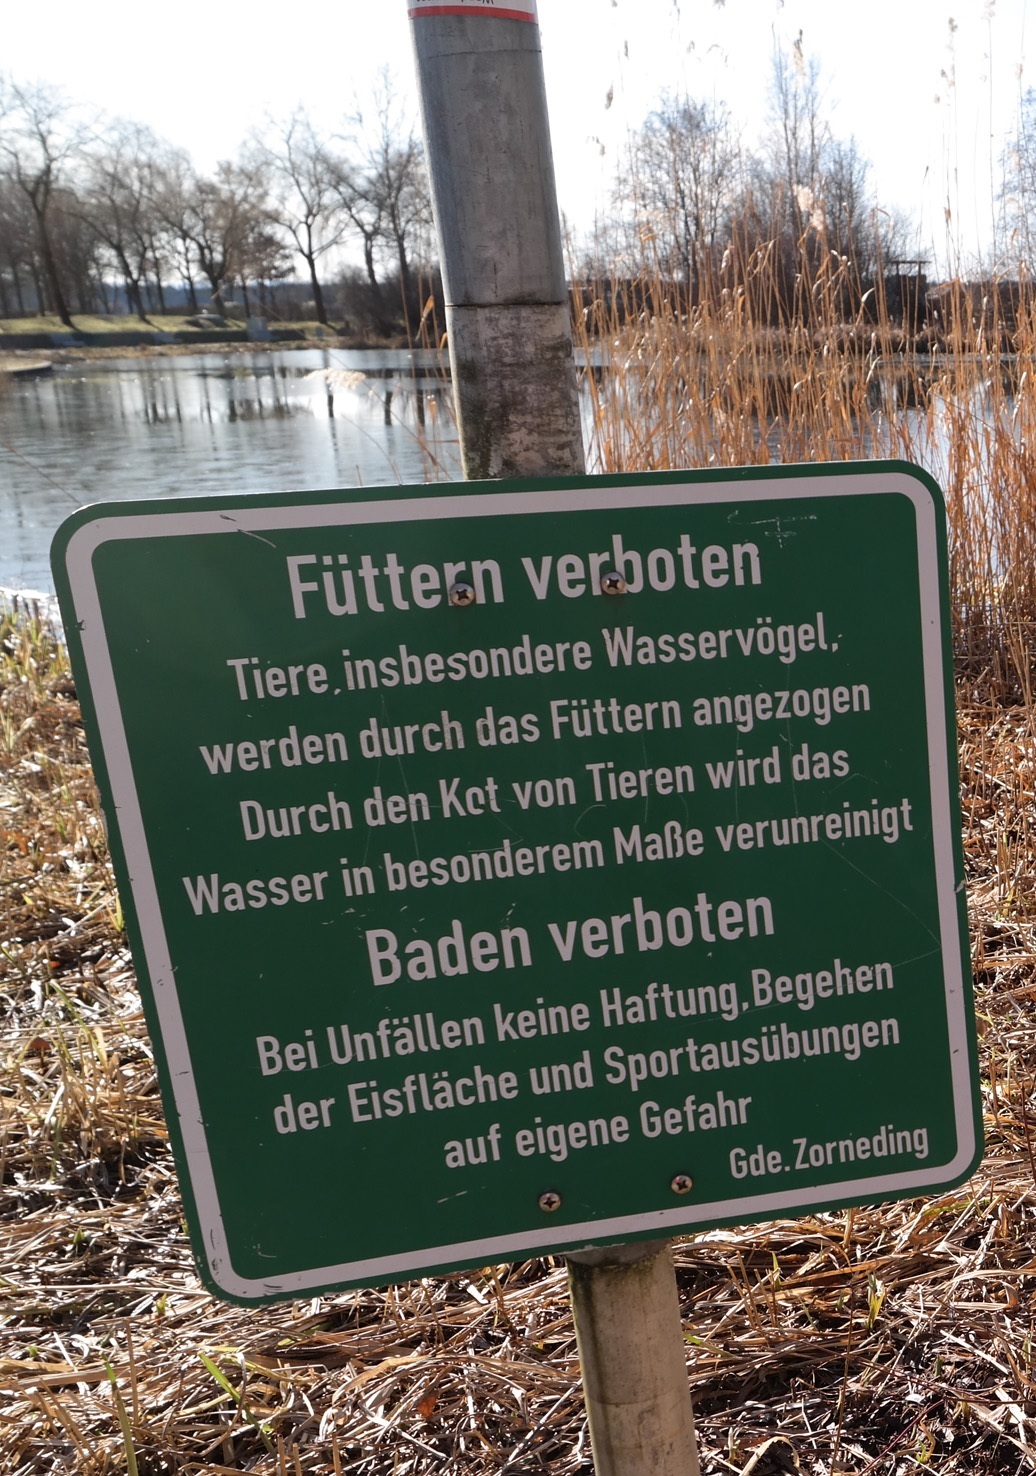 Füttern verboten
Tiere, insbesondere Wasservögel,
werden durch das Füttern angezogen
Durch den Kot von Tieren wird das
Wasser in besonderem Maße verunreinigt
Baden verboten
Bei Unfällen keine Haftung, Begehen
der Eisfläche und Sportausübungen
auf eigene Gefahr
Gde. Zorneding